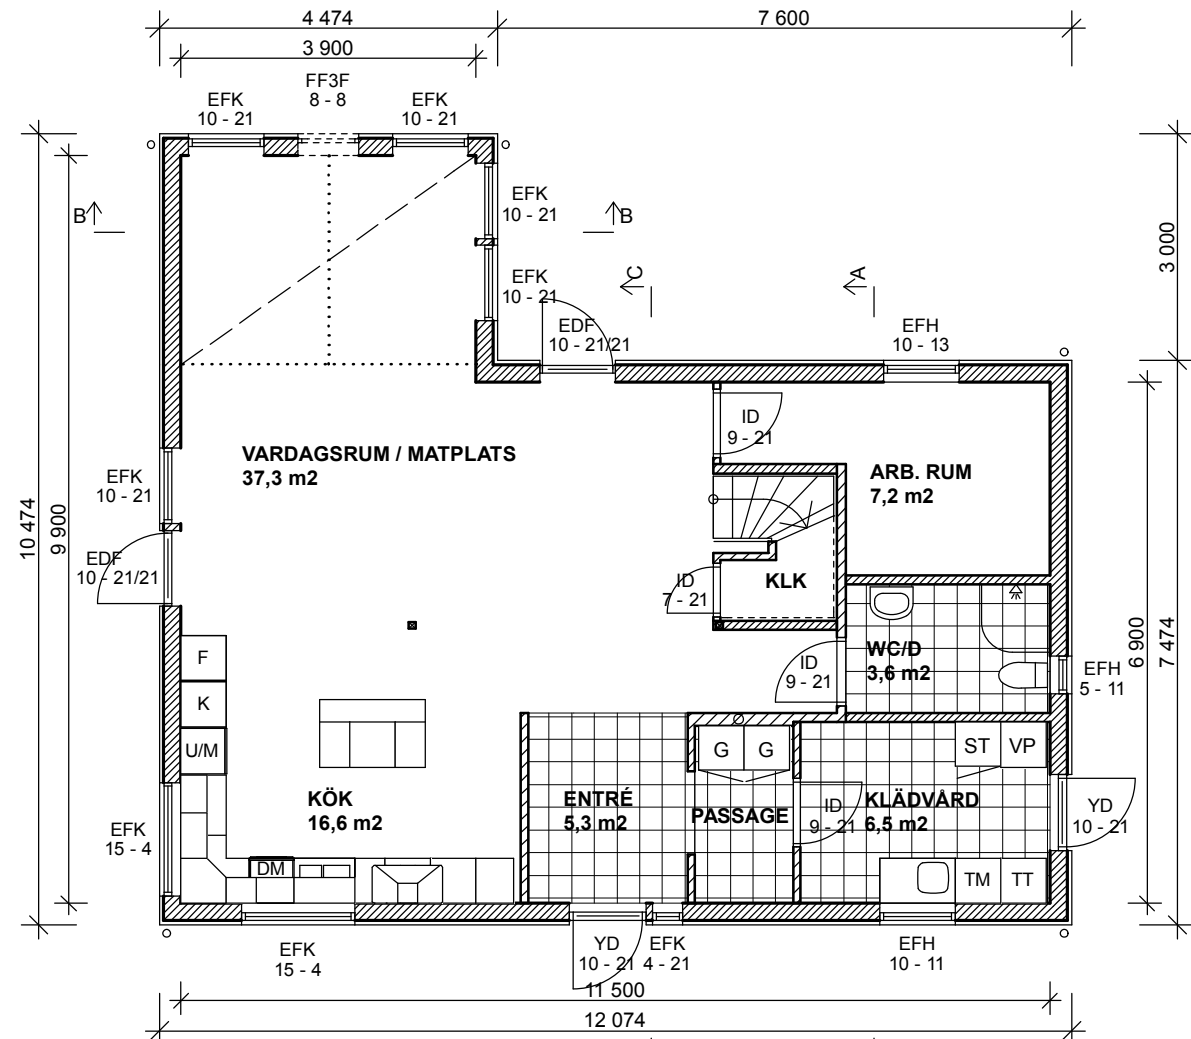 4 474
7 600
3 900
FF3F
8 - 8
EFK
10 - 21
EFK
10 - 21
EFK
10 - 21
B
B
3 000
EFK
10 - 21
C
A
EDF
10 - 21/21
EFH
10 - 13
ID
9 - 21
VARDAGSRUM / MATPLATS
37,3 m2
ARB. RUM
7,2 m2
EFK
10 - 21
10 474
9 900
EDF
10 - 21/21
ID
7 - 21
KLK
6 900
7 474
F
K
U/M
WC/D
3,6 m2
ID
9 - 21
EFH
5 - 11
G
G
ST
VP
KÖK
16,6 m2
ENTRÉ
5,3 m2
PASSAGE
ID
9 - 21
KLÄDVÅRD
6,5 m2
YD
10 - 21
EFK
15 - 4
DM
TM
TT
EFK
15 - 4
YD
10 - 21
EFK
4 - 21
EFH
10 - 11
11 500
12 074